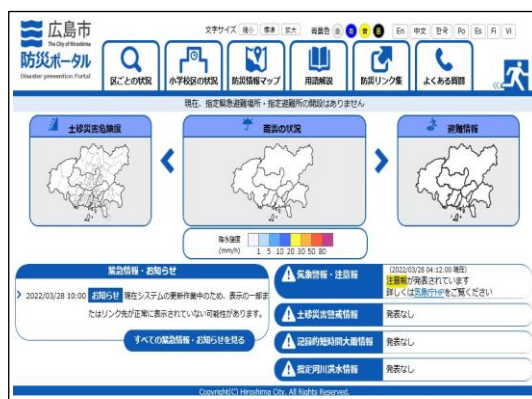 広島市
The City of Hiroshima
防災ポータル
Disaster prevention Portal
文字サイズ 縮小 標準 拡大 背景色 白 青 黄 黒 En 中文 한국 Po Es Fi Vi
区ごとの状況
小学校区の状況
防災情報マップ
用語解説
防災リンク集
よくある質問
現在、指定緊急避難場所・指定避難所の開設はありません
土砂災害危険度
雨雲の状況
避難情報
降水強度
(mm/h)
1 5 10 20 30 50 80
緊急情報・お知らせ
2022/03/28 10:00 お知らせ 現在システムの更新作業中のため、表示の一部ま
たはリンク先が正常に表示されていない可能性があります。
すべての緊急情報・お知らせを見る
気象警報・注意報
(2022/03/28 04:12:00 現在)
注意報が発表されています
詳しくは気象庁HPをご覧ください
土砂災害警戒情報
発表なし
記録的短時間大雨情報
発表なし
指定河川洪水情報
発表なし
Copyright(C) Hiroshima City. All Rights Reserved.